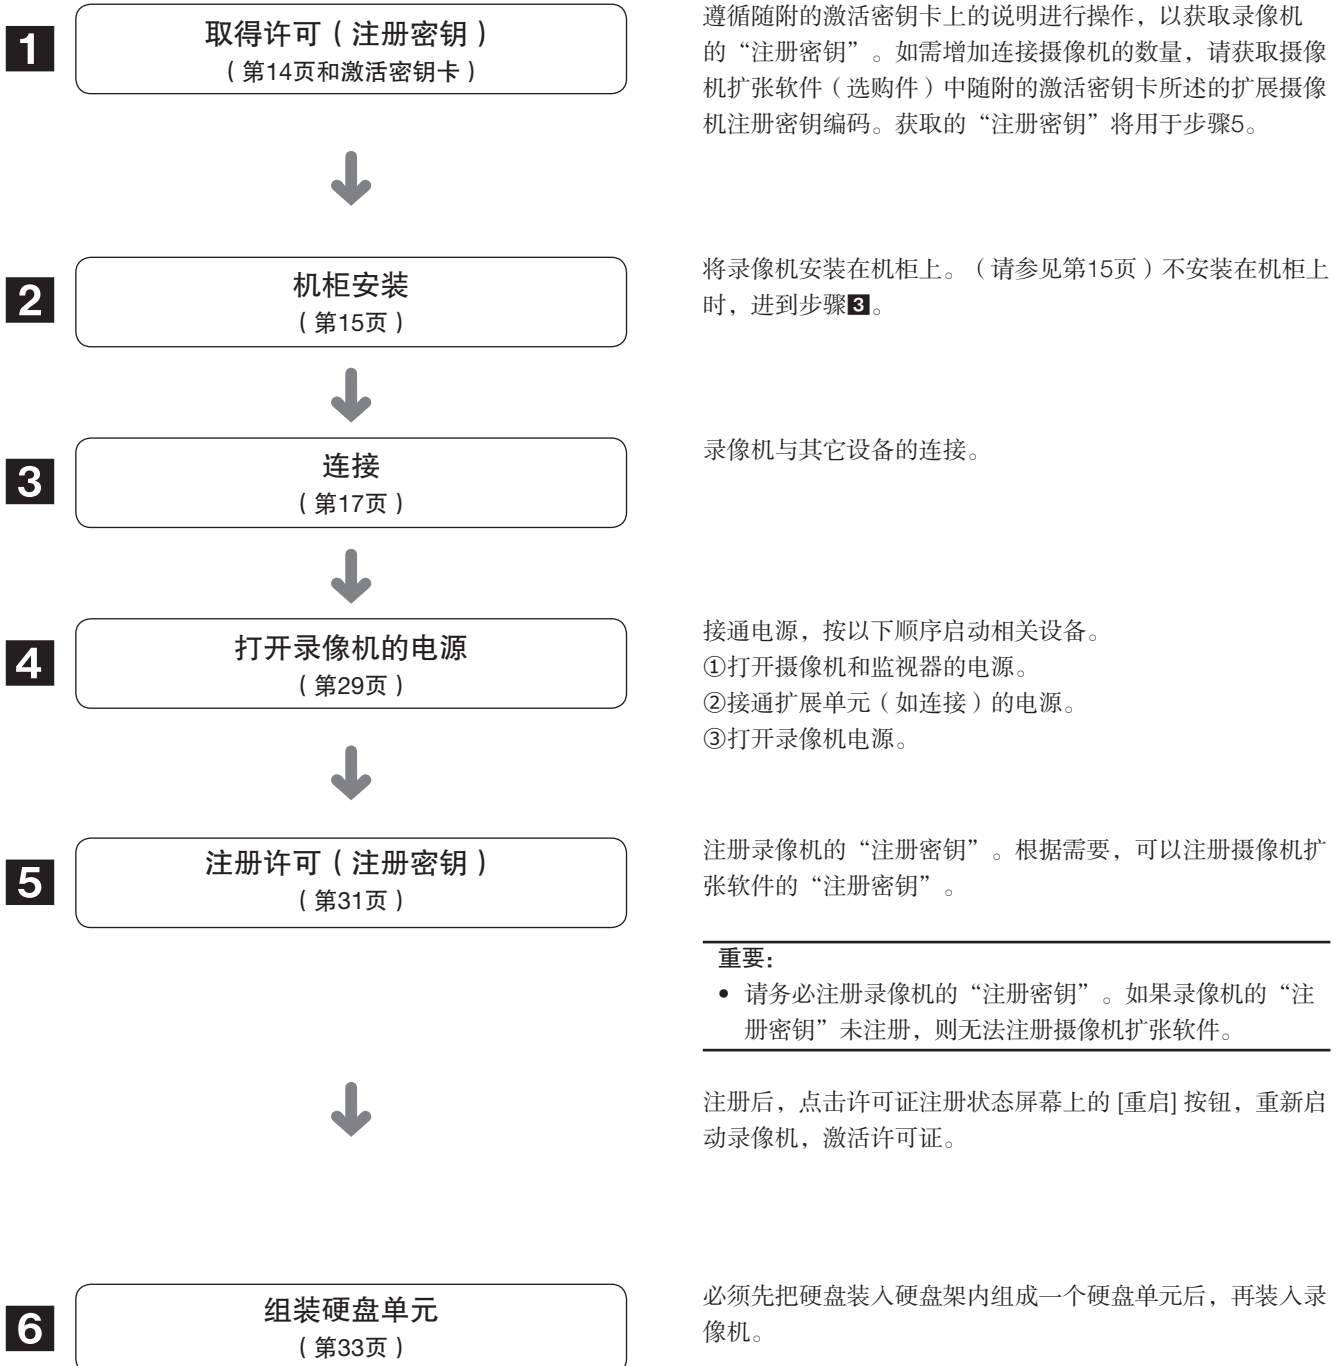 1
取得许可（注册密钥）
（第14页和激活密钥卡）
遵循随附的激活密钥卡上的说明进行操作，以获取录像机
的“注册密钥”。如需增加连接摄像机的数量，请获取摄像
机扩张软件（选购件）中随附的激活密钥卡所述的扩展摄像
机注册密钥编码。获取的“注册密钥”将用于步骤5。
2
机柜安装
（第15页）
将录像机安装在机柜上。（请参见第15页）不安装在机柜上
时，进到步骤3。
3
连接
（第17页）
录像机与其它设备的连接。
4
打开录像机的电源
（第29页）
接通电源，按以下顺序启动相关设备。
①打开摄像机和监视器的电源。
②接通扩展单元（如连接）的电源。
③打开录像机电源。
5
注册许可（注册密钥）
（第31页）
注册录像机的“注册密钥”。根据需要，可以注册摄像机扩
张软件的“注册密钥”。
重要:
• 请务必注册录像机的“注册密钥”。如果录像机的“注
册密钥”未注册，则无法注册摄像机扩张软件。
注册后，点击许可证注册状态屏幕上的 [重启] 按钮，重新启
动录像机，激活许可证。
6
组装硬盘单元
（第33页）
必须先把硬盘装入硬盘架内组成一个硬盘单元后，再装入录
像机。